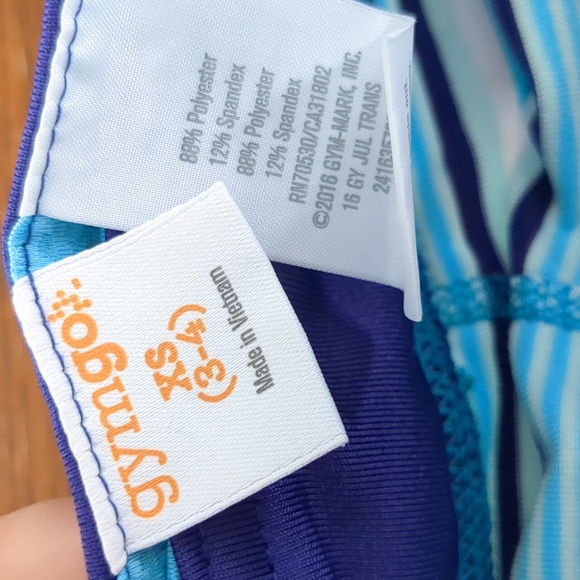 88% Polyester
12% Spandex
88% Polyester
12% Spandex
RN70530/CA31802
©2016 GYM-MARK, INC.
16 GY JUL TRANS
gymgo
XS
(3-4)
Made in Vietnam